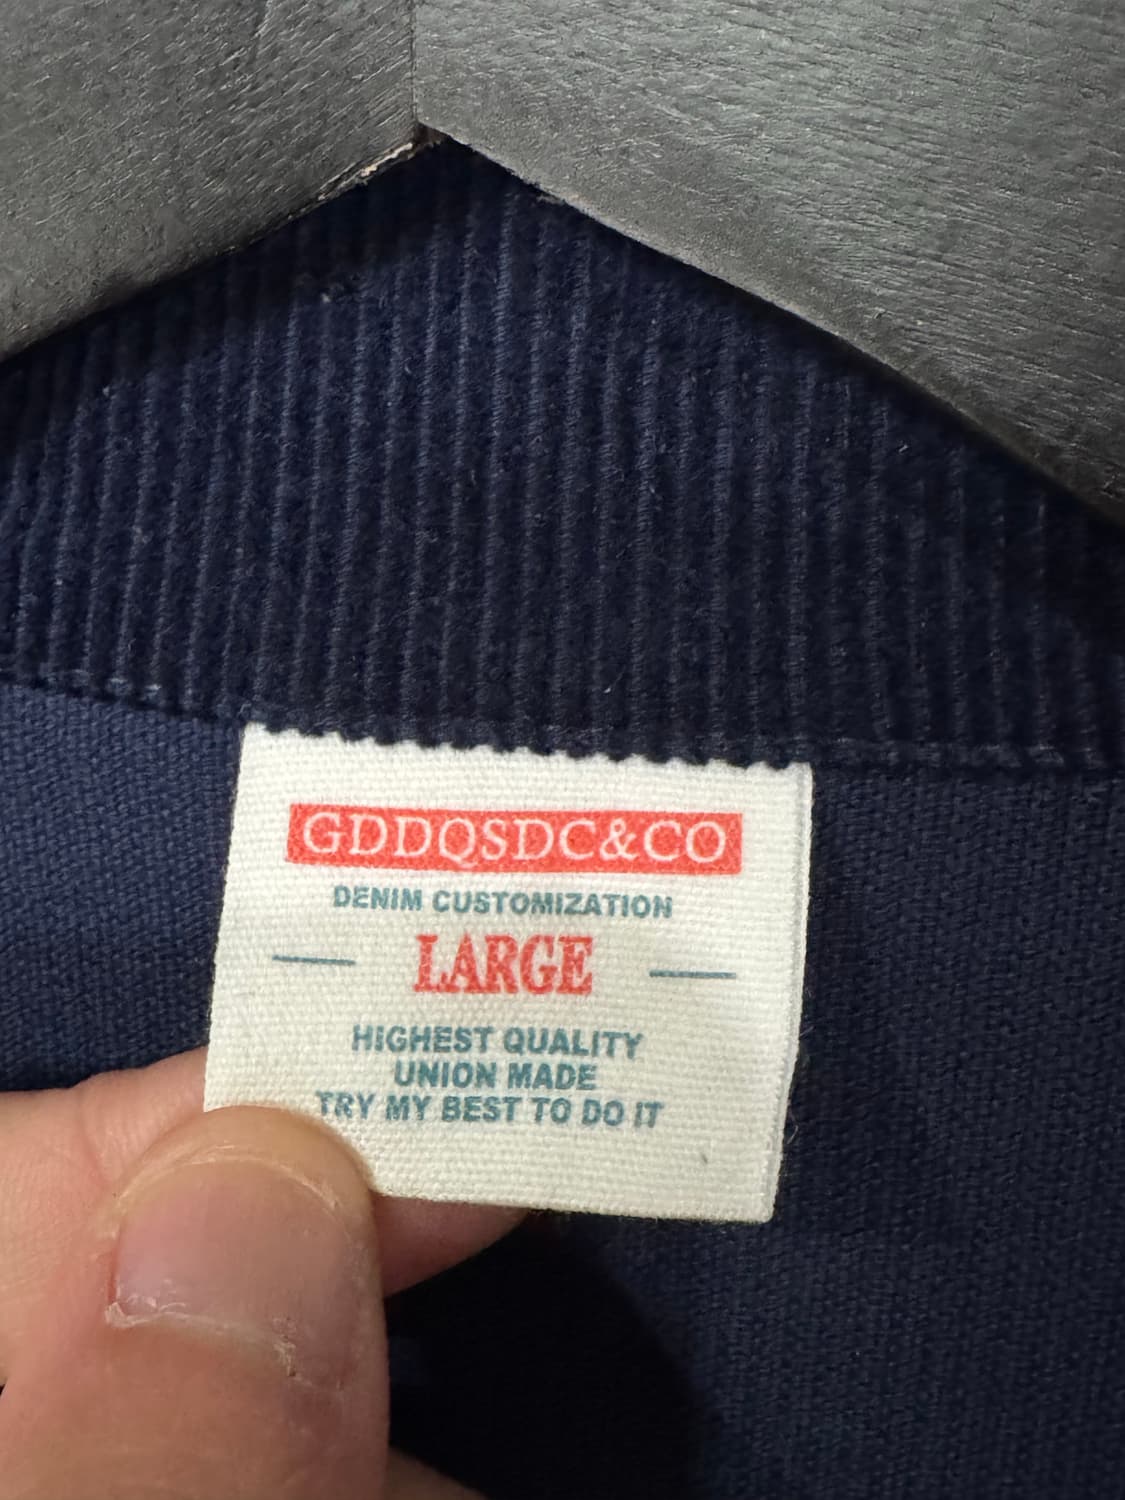 GDDQSDC&CO
DENIM CUSTOMIZATION
LARGE
HIGHEST QUALITY
UNION MADE
TRY MY BEST TO DO IT